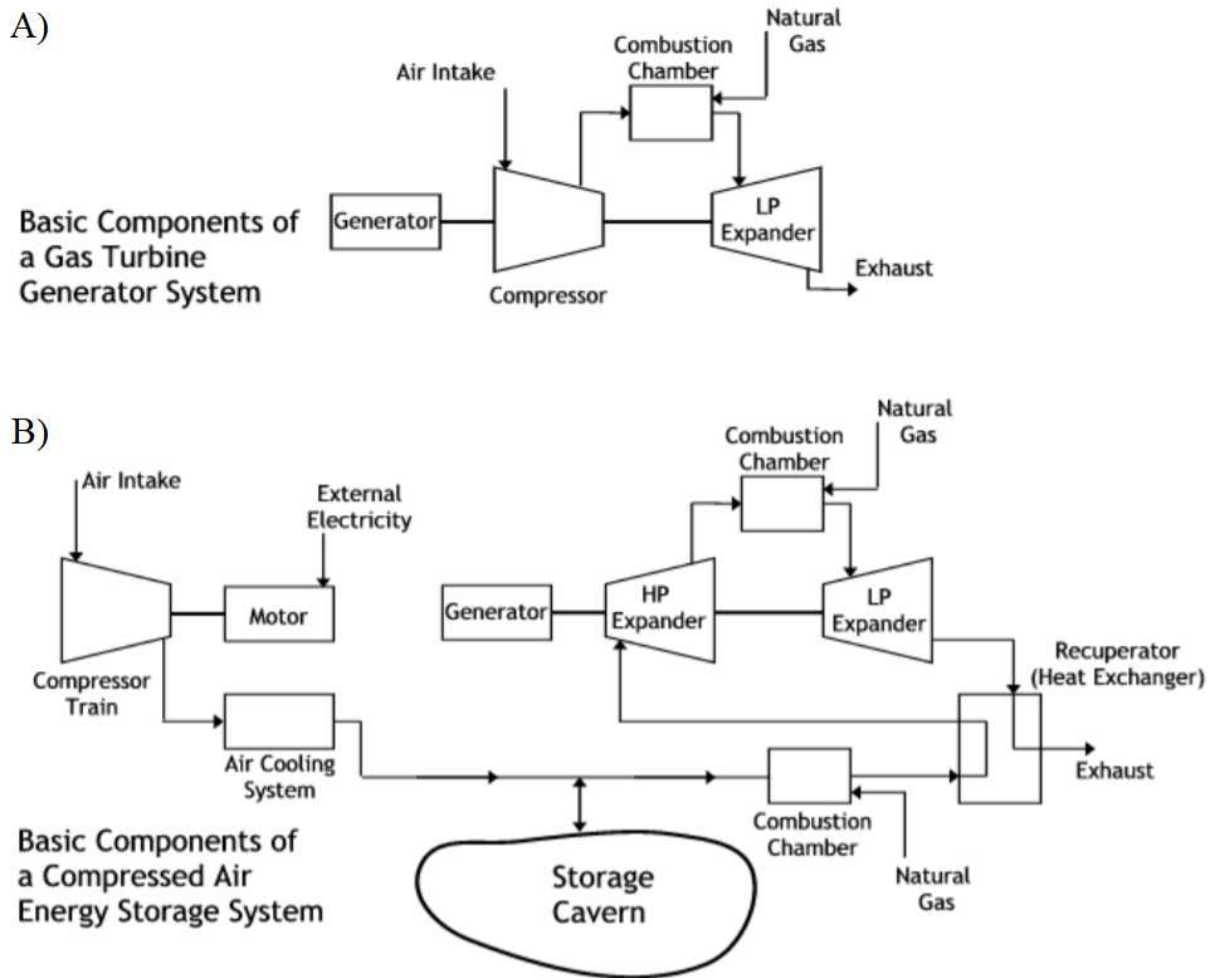 A)
Natural
Gas
Combustion
Chamber
Air Intake
Generator
LP
Expander
Basic Components of
a Gas Turbine
Generator System
Compressor
Exhaust
B)
Natural
Gas
Combustion
Chamber
Air Intake
External
Electricity
Motor
Generator
HP
Expander
LP
Expander
Compressor
Train
Recuperator
(Heat Exchanger)
Air Cooling
System
Exhaust
Combustion
Chamber
Natural
Gas
Basic Components of
a Compressed Air
Energy Storage System
Storage
Cavern